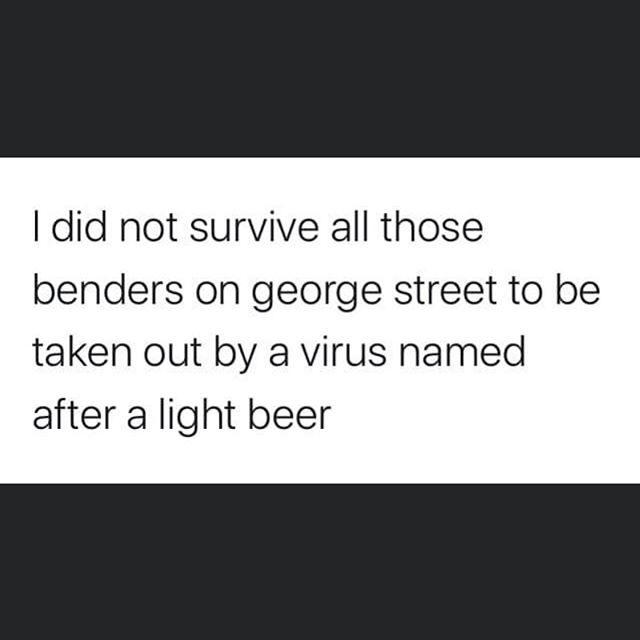 I did not survive all those
benders on george street to be
taken out by a virus named
after a light beer